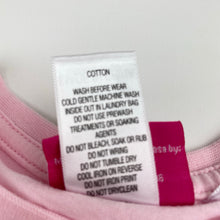 COTTON
WASH BEFORE WEAR
COLD GENTLE MACHINE WASH
INSIDE OUT IN LAUNDRY BAG
DO NOT USE PREWASH
TREATMENTS OR SOAKING
AGENTS
DO NOT BLEACH, SOAK OR RUB
DO NOT WRING
DO NOT TUMBLE DRY
COOL IRON ON REVERSE
DO NOT IRON PRINT
DO NOT DRYCLEAN